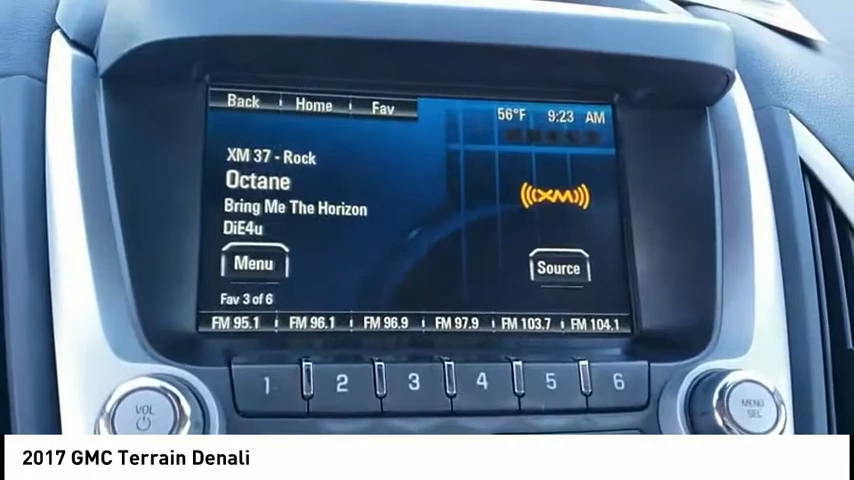 Back Home Fav
56°F 9:23 AM
XM 37 - Rock
Octane
Bring Me The Horizon
DiE4u
((XM))
Menu Source
Fav 3 of 6
FM 95.1 FM 96.1 FM 96.9 FM 97.9 FM 103.7 FM 104.1
1 2 3 4 5 6
VOL
MENU
SEL
2017 GMC Terrain Denali